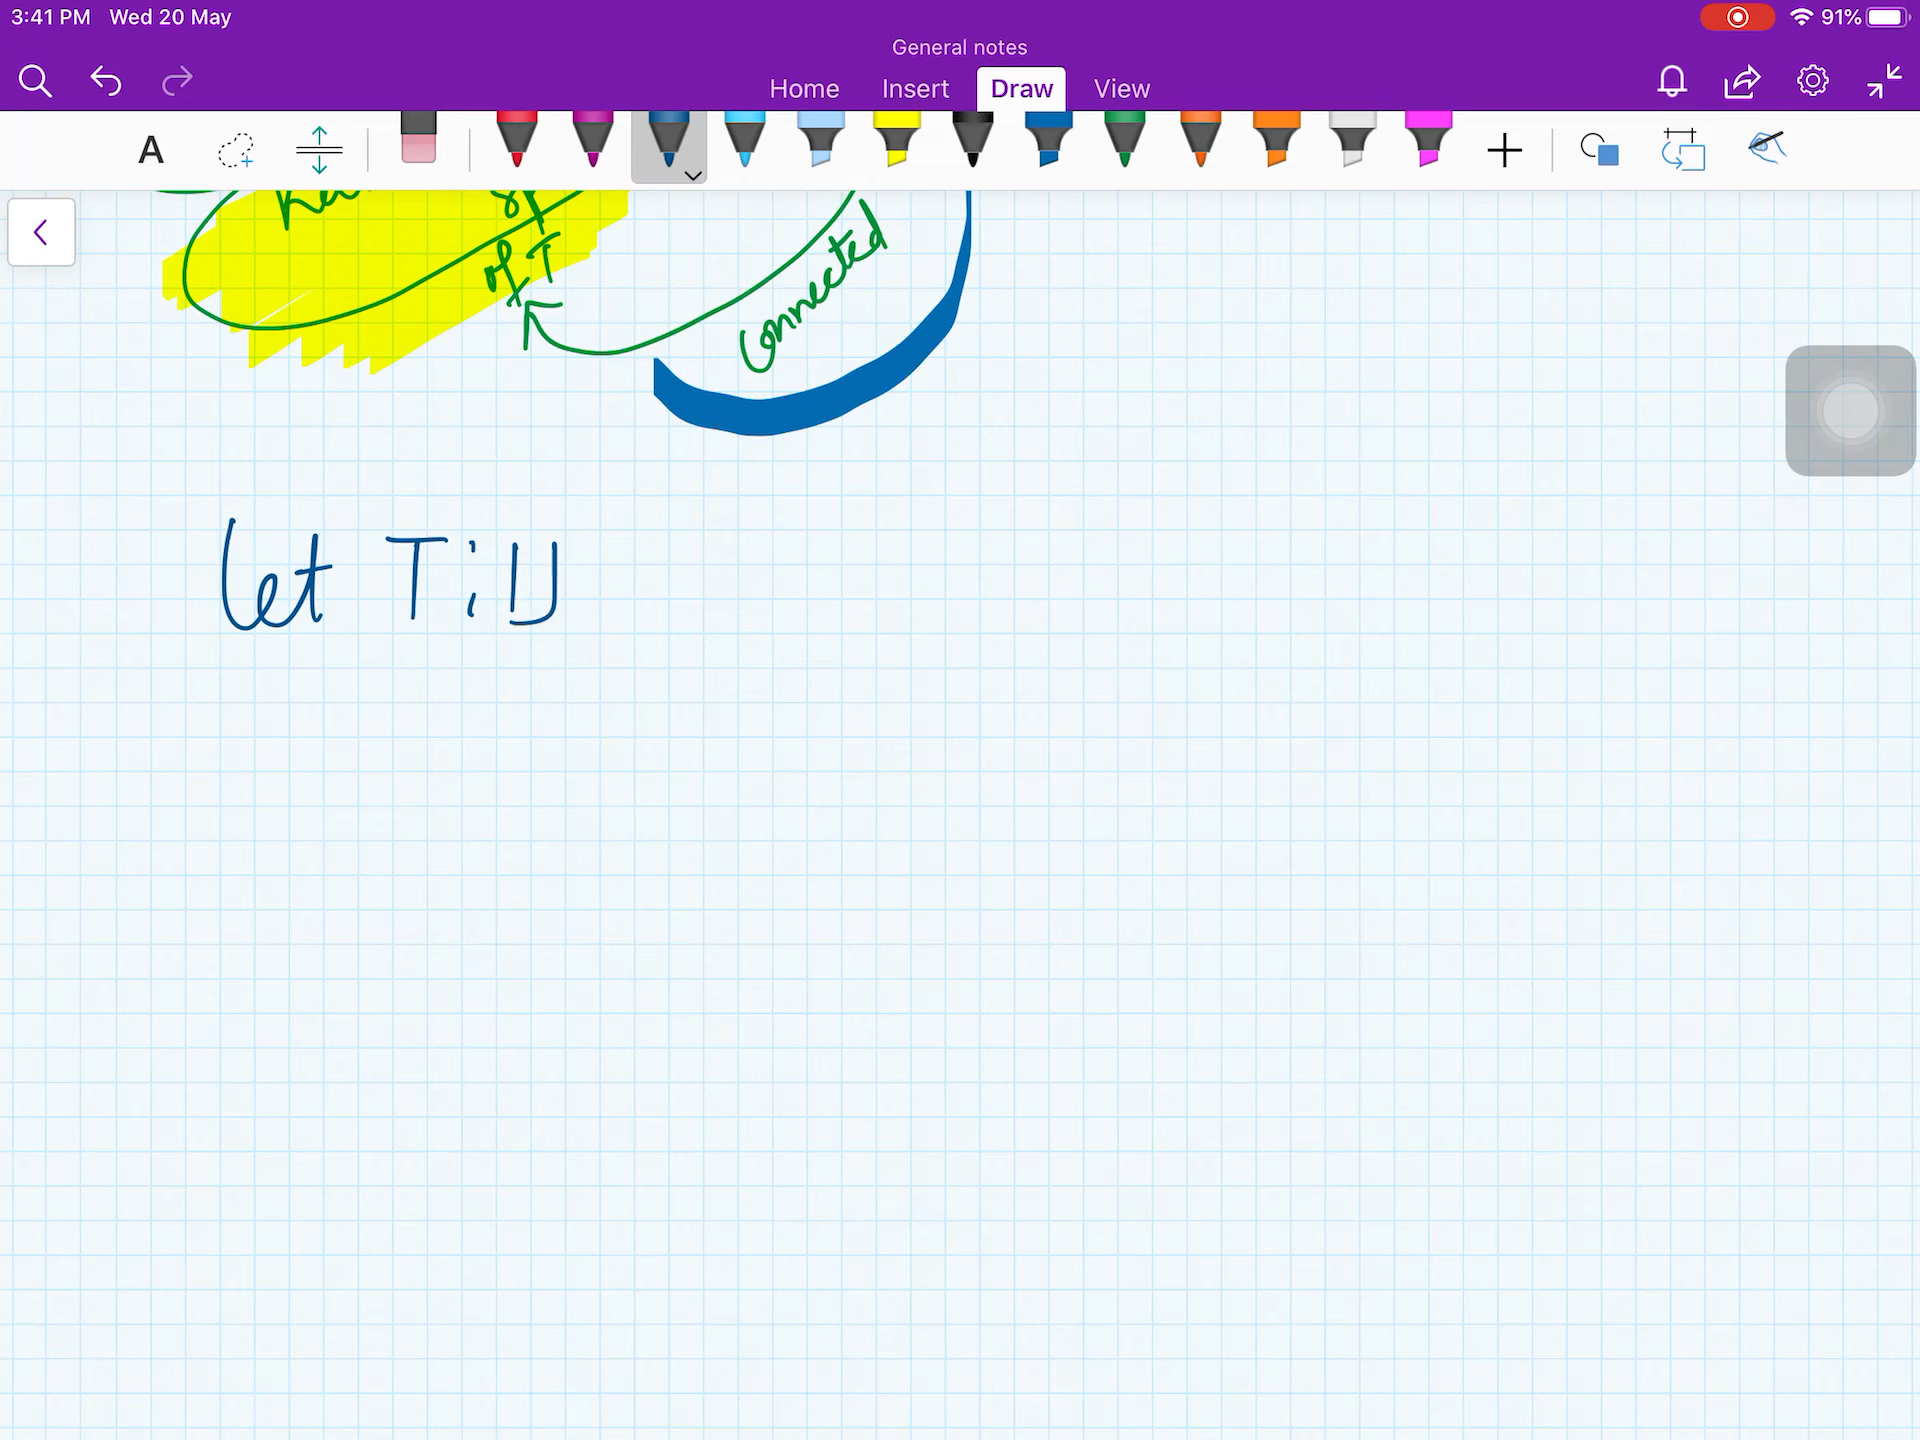 3:41 PM Wed 20 May 91%
General notes
Home Insert Draw View
A
of T
Connected
Let T : U